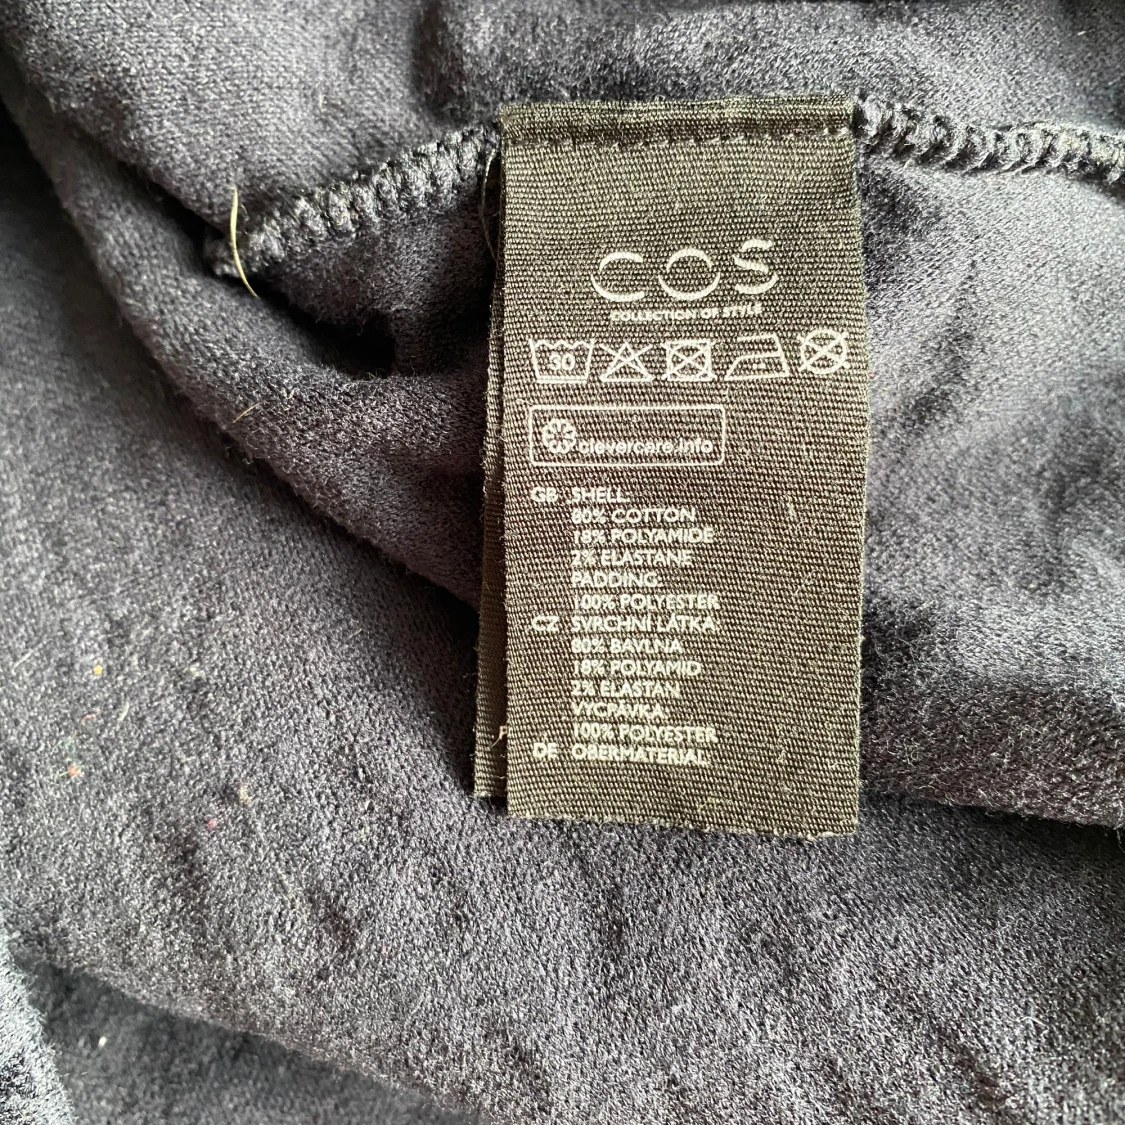 COS
COLLECTION OF STYLE
30
clevercare.info
GB SHELL
80% COTTON
18% POLYAMIDE
2% ELASTANE
PADDING
100% POLYESTER
CZ SVRCHNÍ LÁTKA
80% BAVLNA
18% POLYAMID
2% ELASTAN
VYCPÁVKA
100% POLYESTER
DE OBERMATERIAL